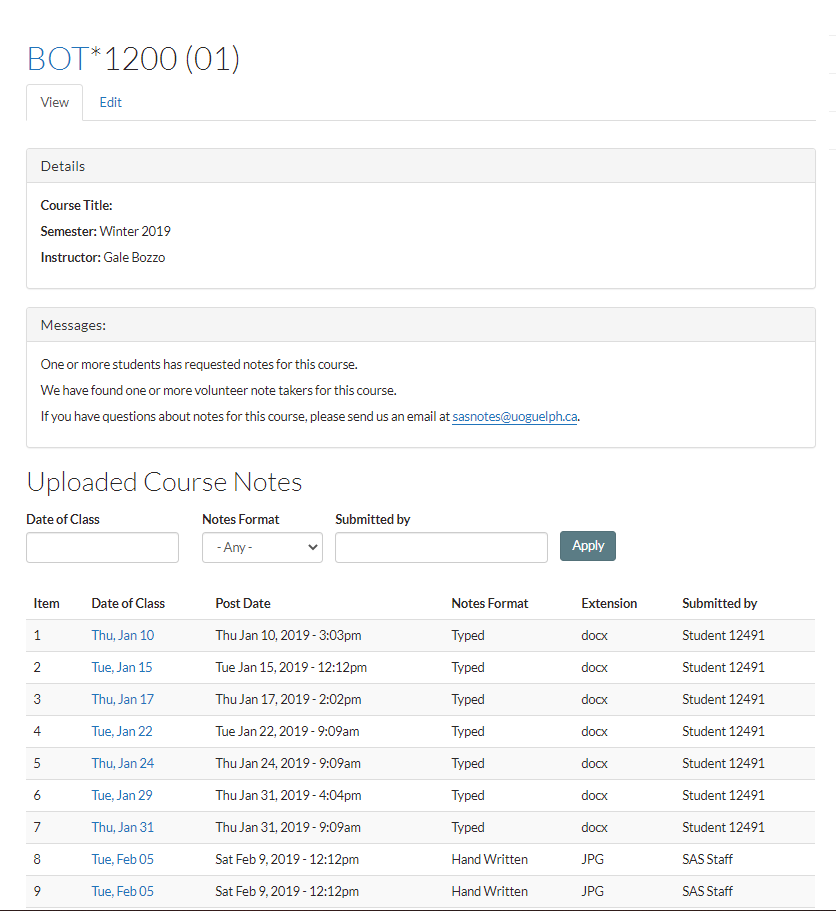 BOT*1200 (01)
View Edit
Details
Course Title:
Semester: Winter 2019
Instructor: Gale Bozzo
Messages:
One or more students has requested notes for this course.
We have found one or more volunteer note takers for this course.
If you have questions about notes for this course, please send us an email at sasnotes@uoguelph.ca.
Uploaded Course Notes
Date of Class Notes Format Submitted by
- Any - Apply
Item Date of Class Post Date Notes Format Extension Submitted by
1 Thu, Jan 10 Thu Jan 10, 2019 - 3:03pm Typed docx Student 12491
2 Tue, Jan 15 Tue Jan 15, 2019 - 12:12pm Typed docx Student 12491
3 Thu, Jan 17 Thu Jan 17, 2019 - 2:02pm Typed docx Student 12491
4 Tue, Jan 22 Tue Jan 22, 2019 - 9:09am Typed docx Student 12491
5 Thu, Jan 24 Thu Jan 24, 2019 - 9:09am Typed docx Student 12491
6 Tue, Jan 29 Thu Jan 31, 2019 - 4:04pm Typed docx Student 12491
7 Thu, Jan 31 Thu Jan 31, 2019 - 9:09am Typed docx Student 12491
8 Tue, Feb 05 Sat Feb 9, 2019 - 12:12pm Hand Written JPG SAS Staff
9 Tue, Feb 05 Sat Feb 9, 2019 - 12:12pm Hand Written JPG SAS Staff